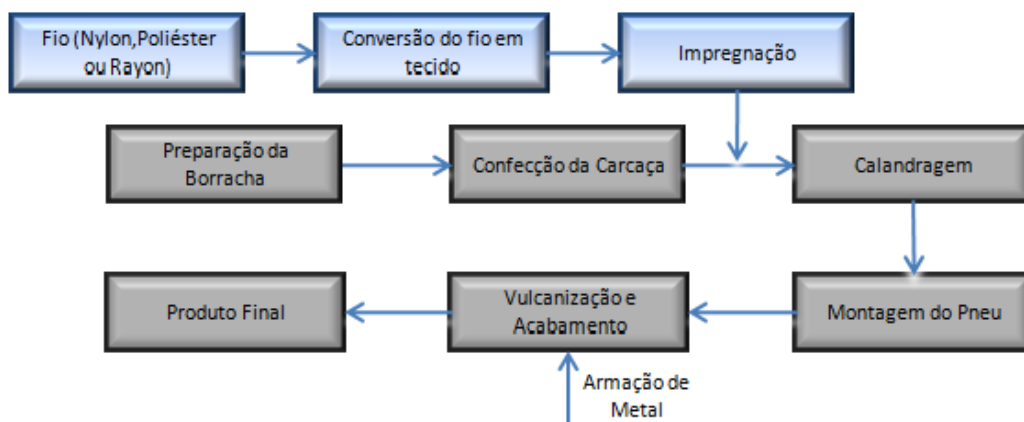 Fio (Nylon,Poliéster
ou Rayon)
Conversão do fio em
tecido
Impregnação
Preparação da
Borracha
Confecção da Carcaça
Calandragem
Produto Final
Vulcanização e
Acabamento
Montagem do Pneu
Armação de
Metal